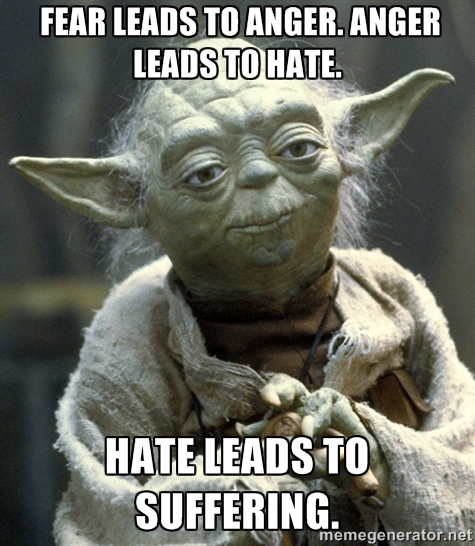 FEAR LEADS TO ANGER. ANGER
LEADS TO HATE.
HATE LEADS TO
SUFFERING.
memegenerator.net